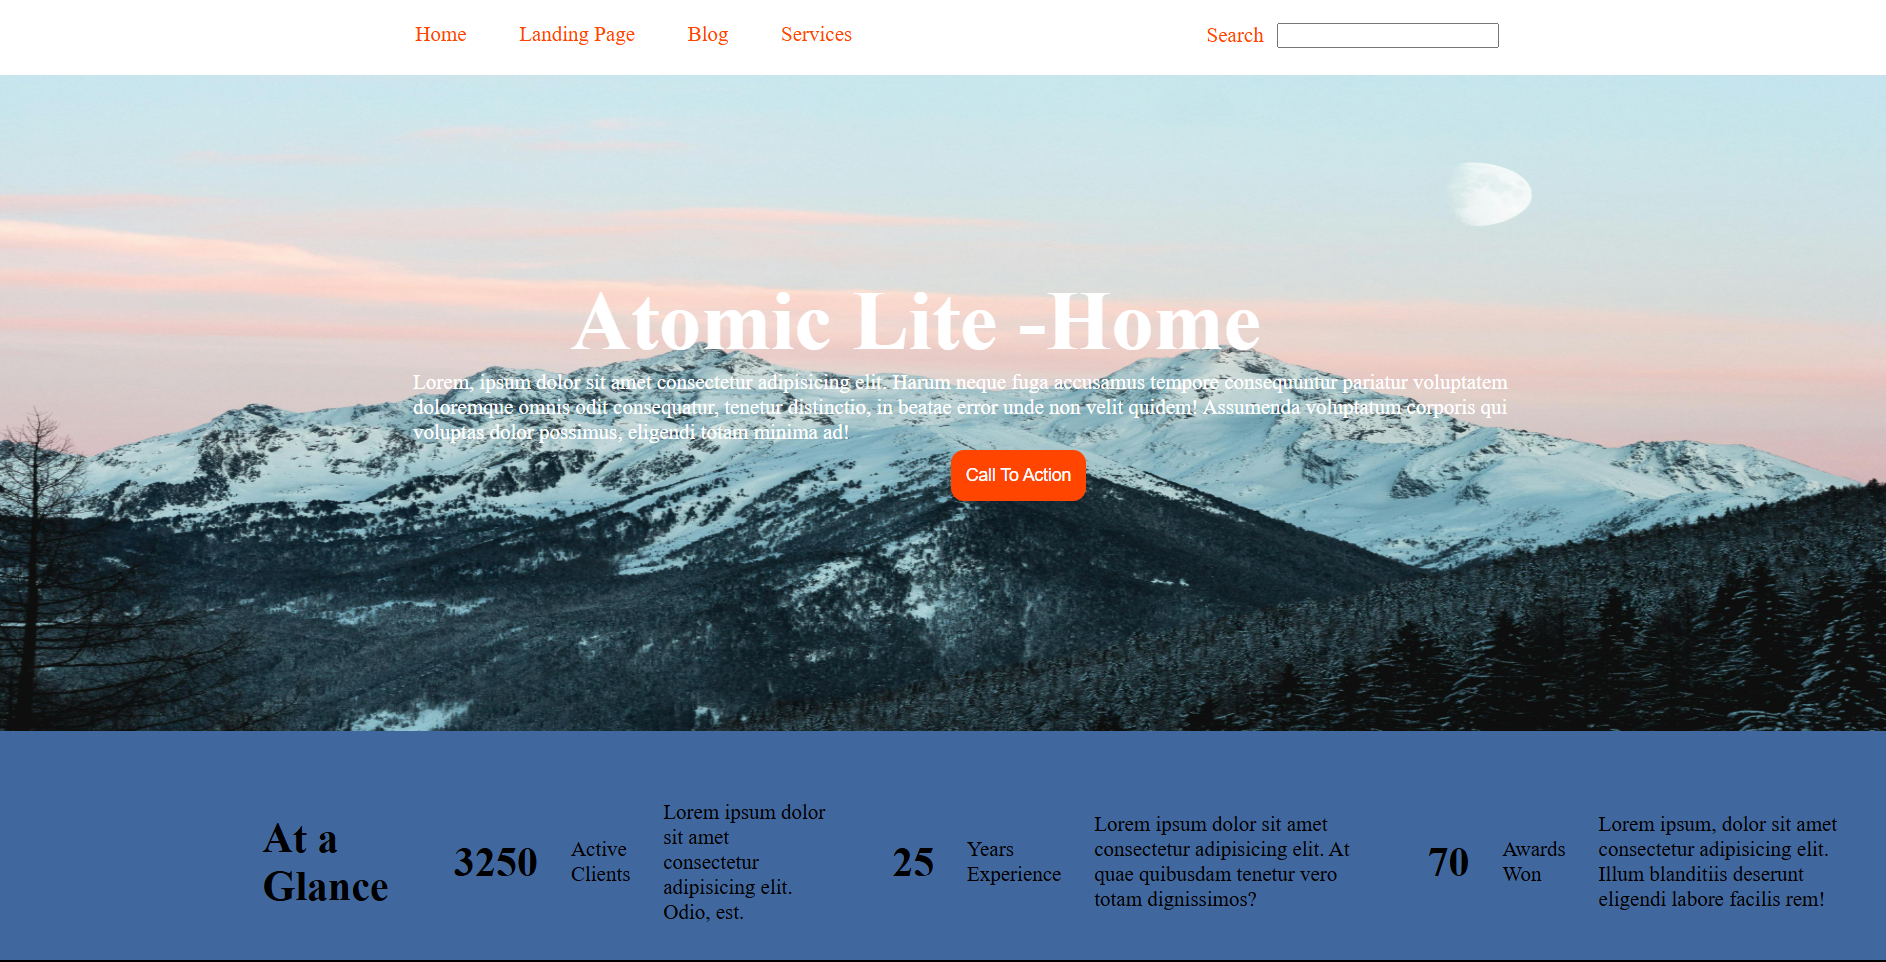 Home Landing Page Blog Services Search
Atomic Lite -Home
Lorem, ipsum dolor sit amet consectetur adipisicing elit. Harum neque fuga accusamus tempore consequuntur pariatur voluptatem
doloremque omnis odit consequatur, tenetur distinctio, in beatae error unde non velit quidem! Assumenda voluptatum corporis qui
voluptas dolor possimus, eligendi totam minima ad!
Call To Action
At a
Glance
3250
Active
Clients
Lorem ipsum dolor
sit amet
consectetur
adipisicing elit.
Odio, est.
25
Years
Experience
Lorem ipsum dolor sit amet
consectetur adipisicing elit. At
quae quibusdam tenetur vero
totam dignissimos?
70
Awards
Won
Lorem ipsum, dolor sit amet
consectetur adipisicing elit.
Illum blanditiis deserunt
eligendi labore facilis rem!